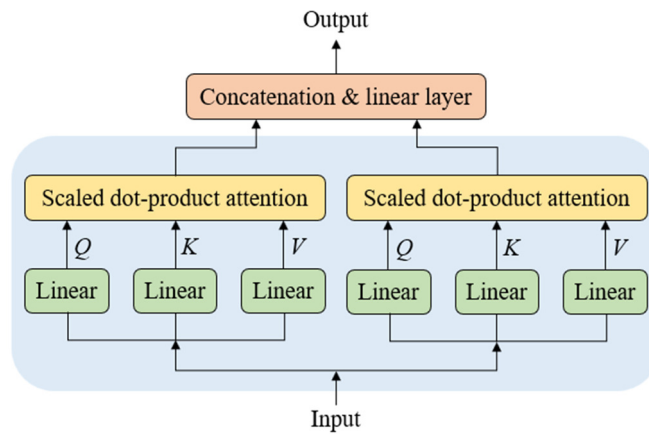 Output
Concatenation & linear layer
Scaled dot-product attention
Scaled dot-product attention
Q K V Q K V
Linear Linear Linear Linear Linear Linear
Input